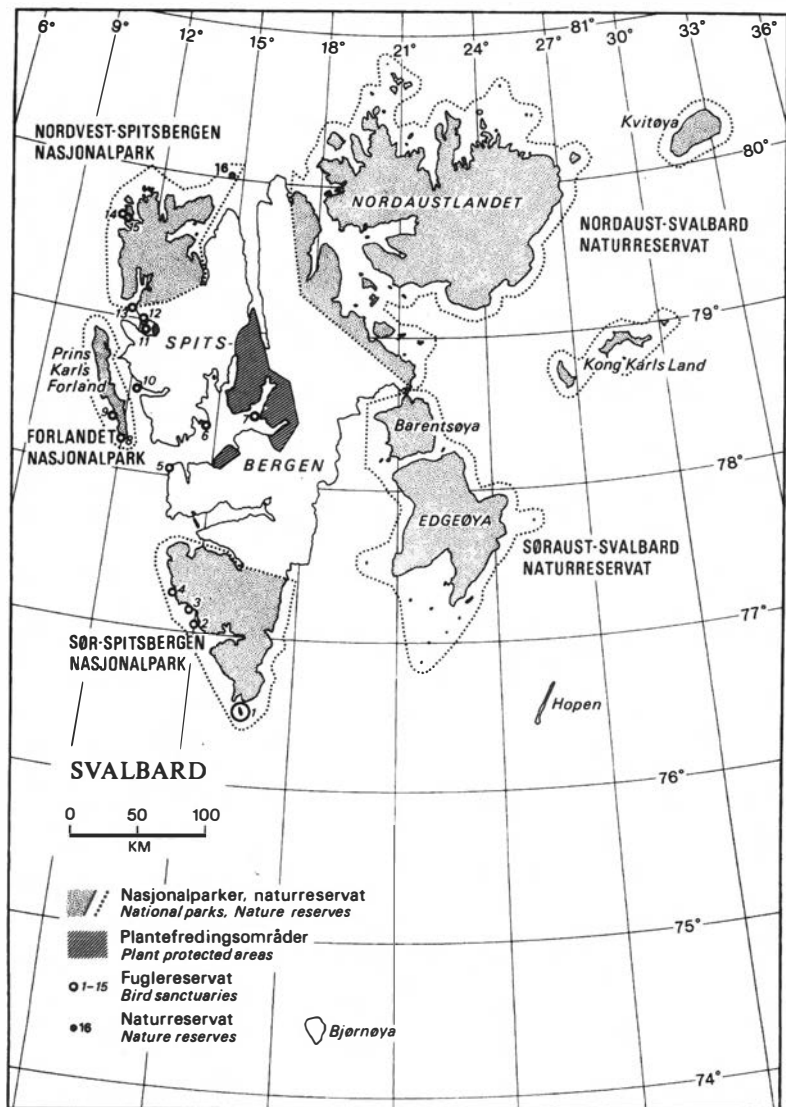 6° 9° 12° 15° 18° 21° 24° 27° 30° 33° 36°
Kvitøya
80°
NORDVEST-SPITSBERGEN
NASJONALPARK
16
NORDAUSTLANDET
14
15
NORDAUST-SVALBARD
NATURRESERVAT
13
12
11
79°
SPITS-
Prins
Karls
Forland
Kong Karls Land
10
9
8
7
6
Barentsøya
FORLANDET
NASJONALPARK
78°
5
BERGEN
EDGEØYA
SØRAUST-SVALBARD
NATURRESERVAT
4
3
2
77°
SØR-SPITSBERGEN
NASJONALPARK
Hopen
1
76°
SVALBARD
0 50 100
KM
Nasjonalparker, naturreservat
National parks, Nature reserves
75°
Plantefredingsområder
Plant protected areas
1–15 Fuglereservat
Bird sanctuaries
16 Naturreservat
Nature reserves
Bjørnøya
74°